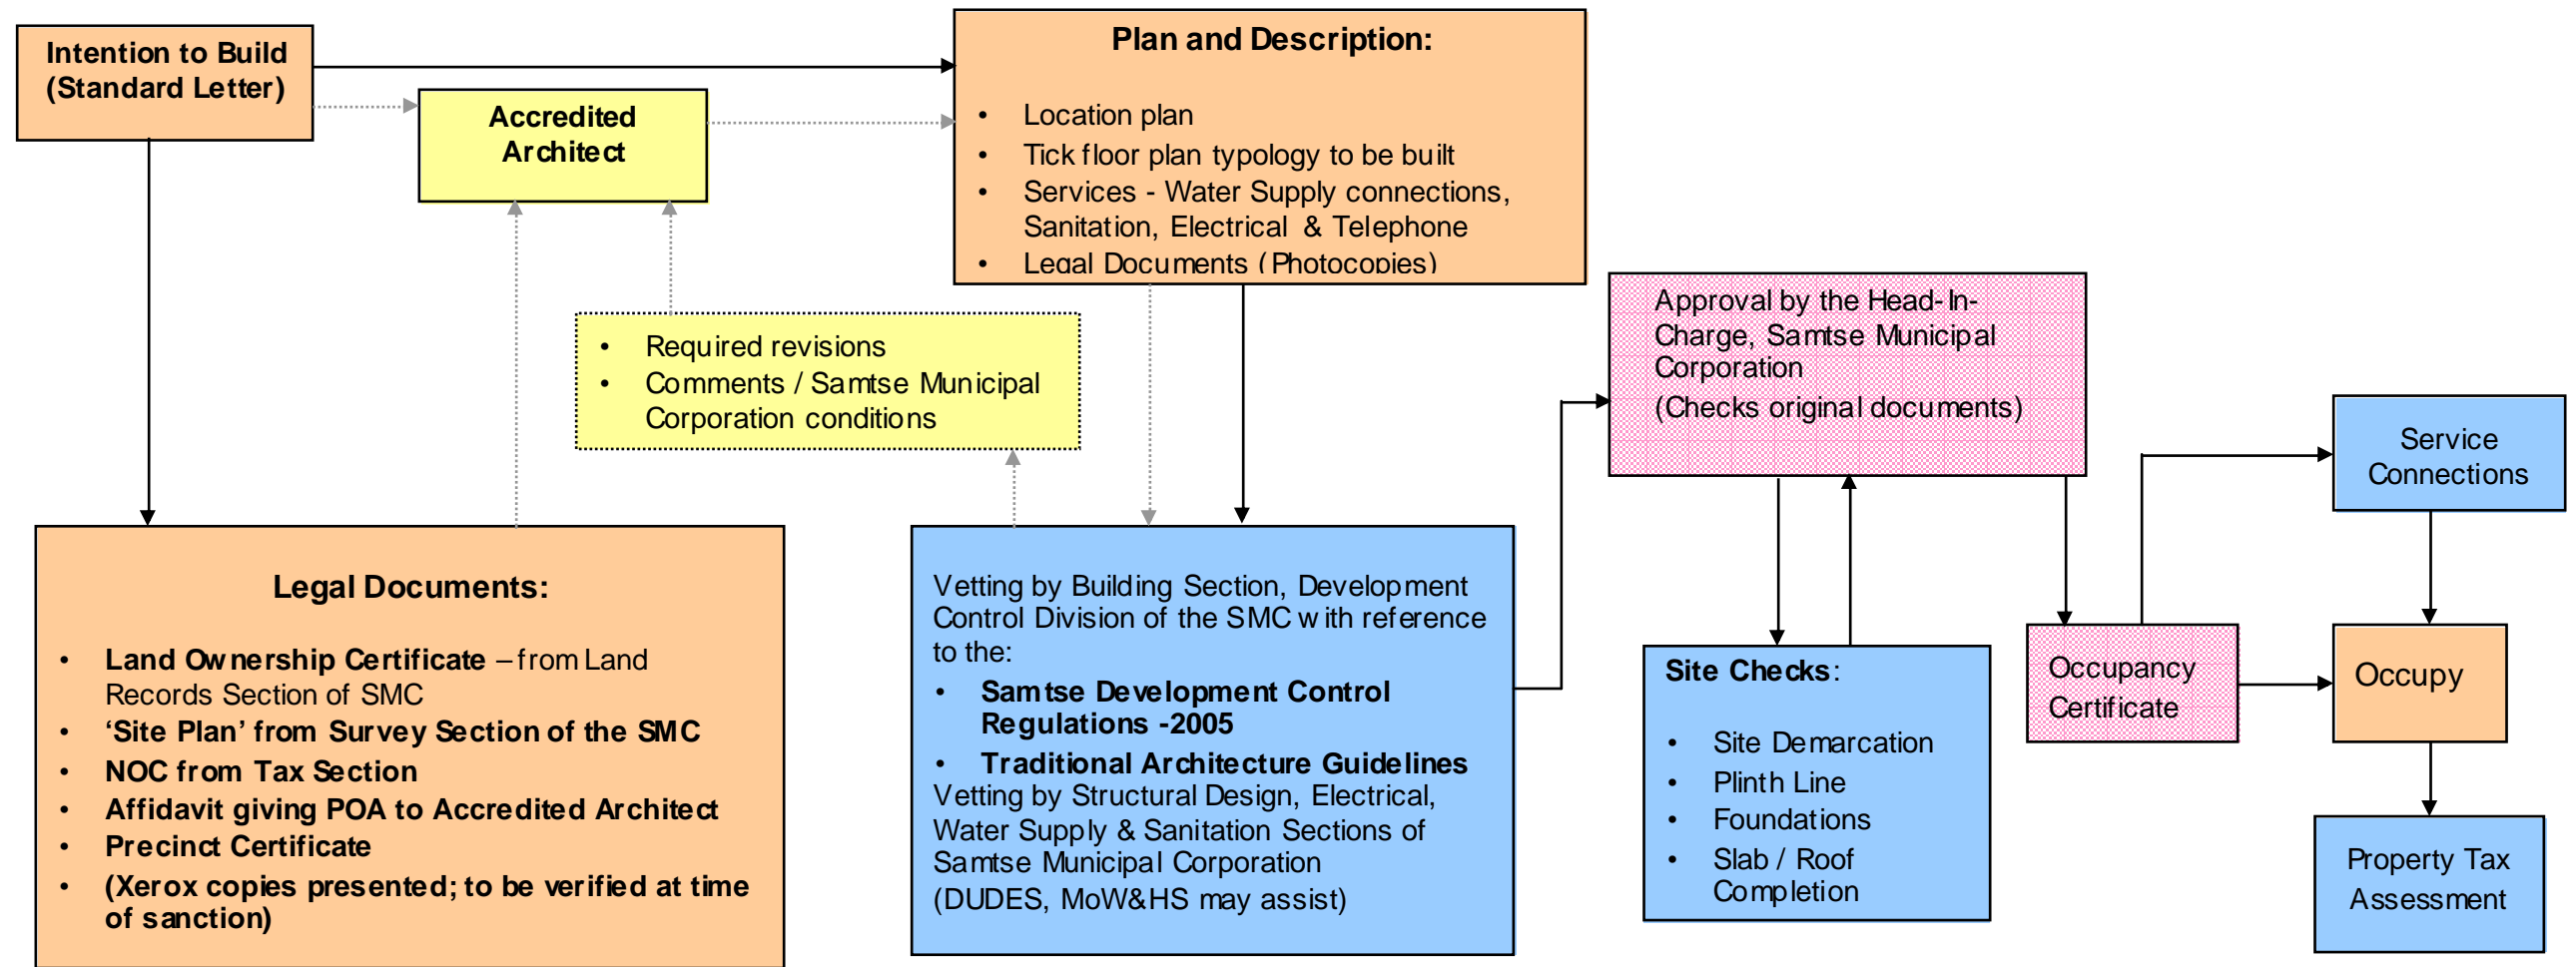 Intention to Build
(Standard Letter)
Accredited
Architect
Plan and Description:
• Location plan
• Tick floor plan typology to be built
• Services - Water Supply connections,
Sanitation, Electrical & Telephone
• Legal Documents (Photocopies)
• Required revisions
• Comments / Samtse Municipal
Corporation conditions
Legal Documents:
• Land Ownership Certificate – from Land
Records Section of SMC
• ‘Site Plan’ from Survey Section of the SMC
• NOC from Tax Section
• Affidavit giving POA to Accredited Architect
• Precinct Certificate
• (Xerox copies presented; to be verified at time
of sanction)
Vetting by Building Section, Development
Control Division of the SMC with reference
to the:
• Samtse Development Control
Regulations -2005
• Traditional Architecture Guidelines
Vetting by Structural Design, Electrical,
Water Supply & Sanitation Sections of
Samtse Municipal Corporation
(DUDES, MoW&HS may assist)
Approval by the Head-In-
Charge, Samtse Municipal
Corporation
(Checks original documents)
Site Checks:
• Site Demarcation
• Plinth Line
• Foundations
• Slab / Roof
Completion
Occupancy
Certificate
Service
Connections
Occupy
Property Tax
Assessment